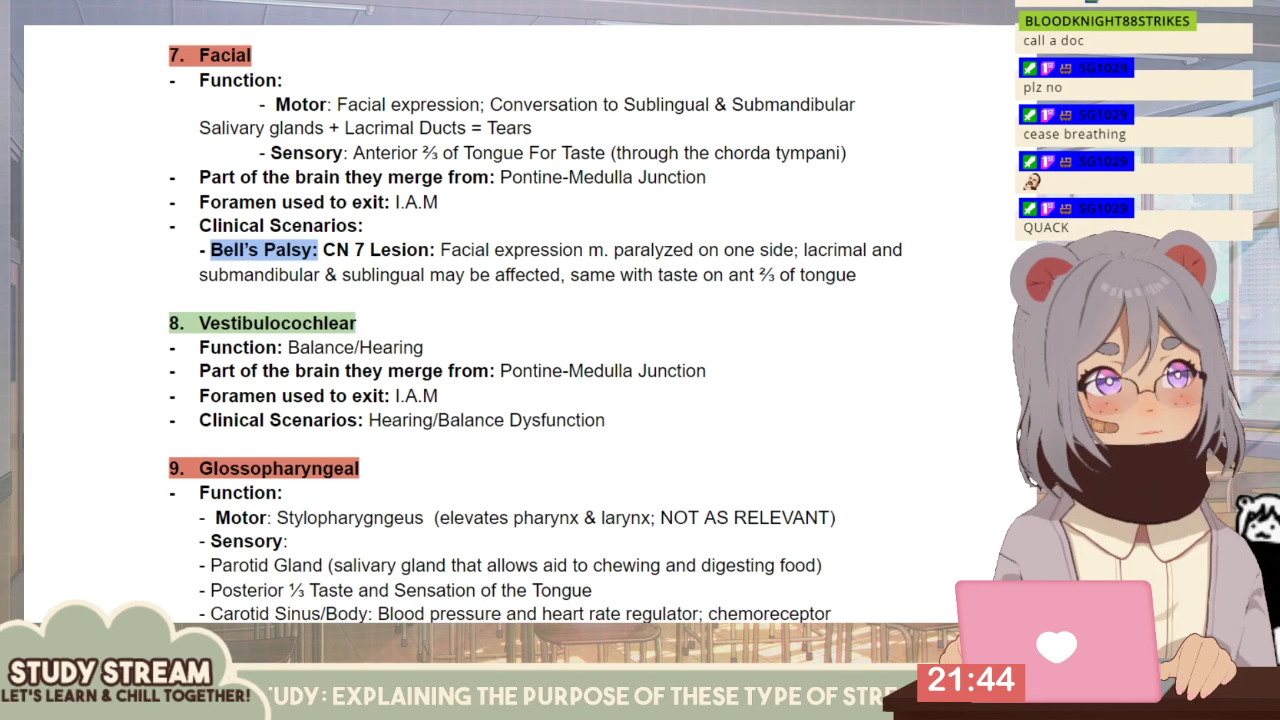 7. Facial
- Function:
- Motor: Facial expression; Conversation to Sublingual & Submandibular
Salivary glands + Lacrimal Ducts = Tears
- Sensory: Anterior ⅔ of Tongue For Taste (through the chorda tympani)
- Part of the brain they merge from: Pontine-Medulla Junction
- Foramen used to exit: I.A.M
- Clinical Scenarios:
- Bell's Palsy: CN 7 Lesion: Facial expression m. paralyzed on one side; lacrimal and
submandibular & sublingual may be affected, same with taste on ant ⅔ of tongue
8. Vestibulocochlear
- Function: Balance/Hearing
- Part of the brain they merge from: Pontine-Medulla Junction
- Foramen used to exit: I.A.M
- Clinical Scenarios: Hearing/Balance Dysfunction
9. Glossopharyngeal
- Function:
- Motor: Stylopharygngeus (elevates pharynx & larynx; NOT AS RELEVANT)
- Sensory:
- Parotid Gland (salivary gland that allows aid to chewing and digesting food)
- Posterior ⅓ Taste and Sensation of the Tongue
- Carotid Sinus/Body: Blood pressure and heart rate regulator; chemoreceptor
BLOODKNIGHT88STRIKES
call a doc
SG1029
plz no
SG1029
cease breathing
SG1029
SG1029
QUACK
STUDY STREAM
LET'S LEARN & CHILL TOGETHER!
UDY: EXPLAINING THE PURPOSE OF THESE TYPE OF STRE
21:44